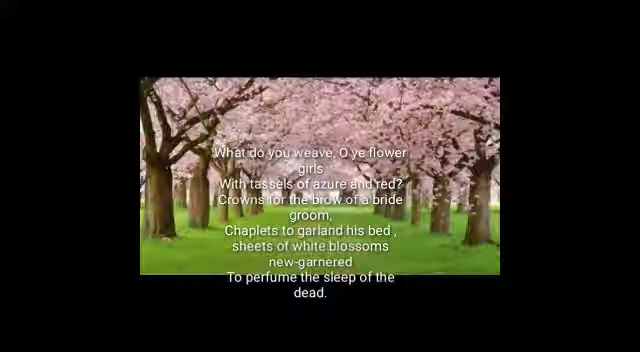 What do you weave, O ye flower
girls
With tassels of azure and red?
Crowns for the brow of a bride
groom,
Chaplets to garland his bed ,
sheets of white blossoms
new-garnered
To perfume the sleep of the
dead.